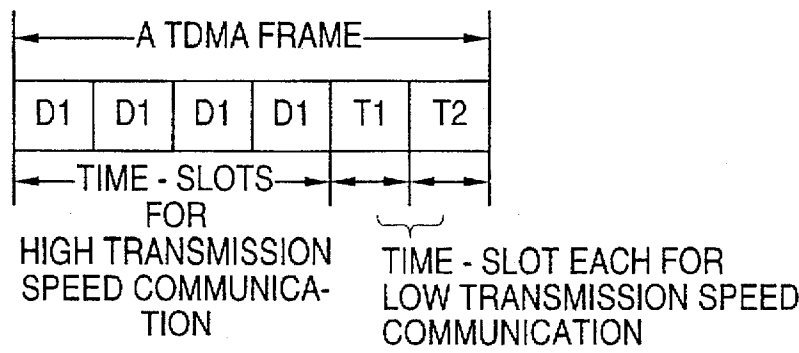 A TDMA FRAME
D1 D1 D1 D1 T1 T2
TIME - SLOTS
FOR
HIGH TRANSMISSION
SPEED COMMUNICA-
TION
TIME - SLOT EACH FOR
LOW TRANSMISSION SPEED
COMMUNICATION